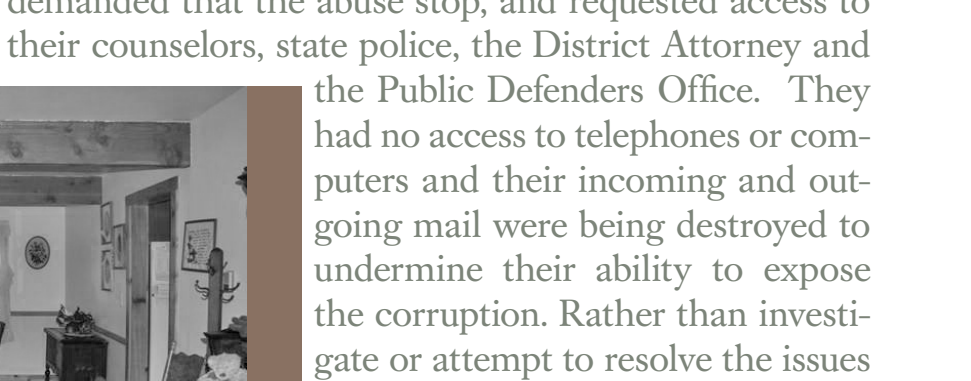 demanded that the abuse stop, and requested access to
their counselors, state police, the District Attorney and
the Public Defenders Office.  They
had no access to telephones or com-
puters and their incoming and out-
going mail were being destroyed to
undermine their ability to expose
the corruption. Rather than investi-
gate or attempt to resolve the issues